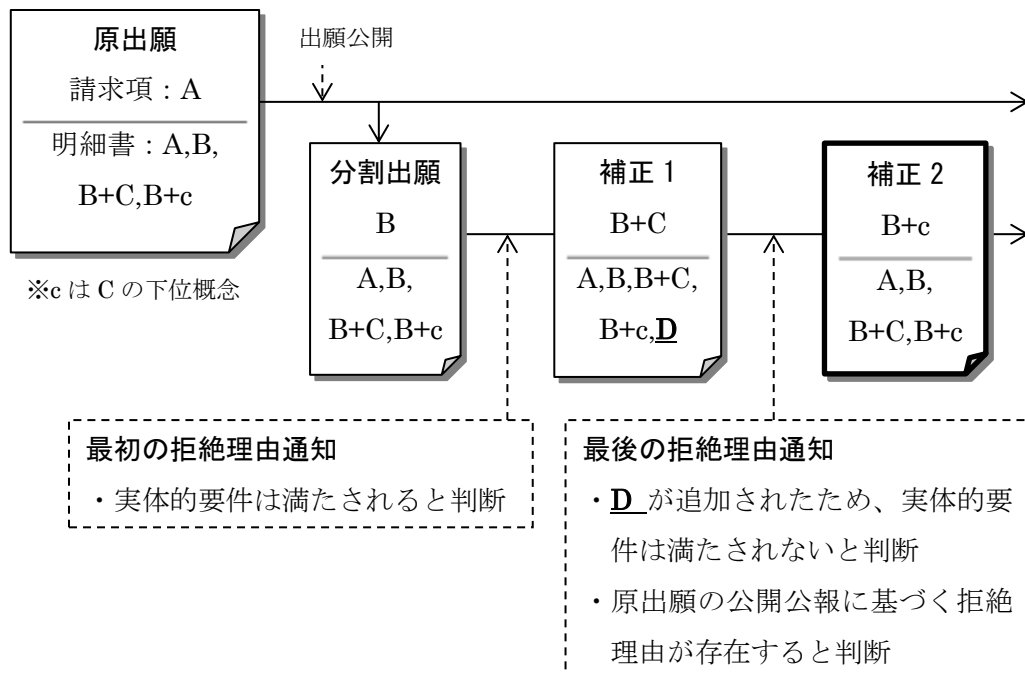 原出願
請求項：A
明細書：A,B,
B+C,B+c
※c は C の下位概念
出願公開
分割出願
B
A,B,
B+C,B+c
補正 1
B+C
A,B,B+C,
B+c,D
補正 2
B+c
A,B,
B+C,B+c
最初の拒絶理由通知
・実体的要件は満たされると判断
最後の拒絶理由通知
・D が追加されたため、実体的要
件は満たされないと判断
・原出願の公開公報に基づく拒絶
理由が存在すると判断